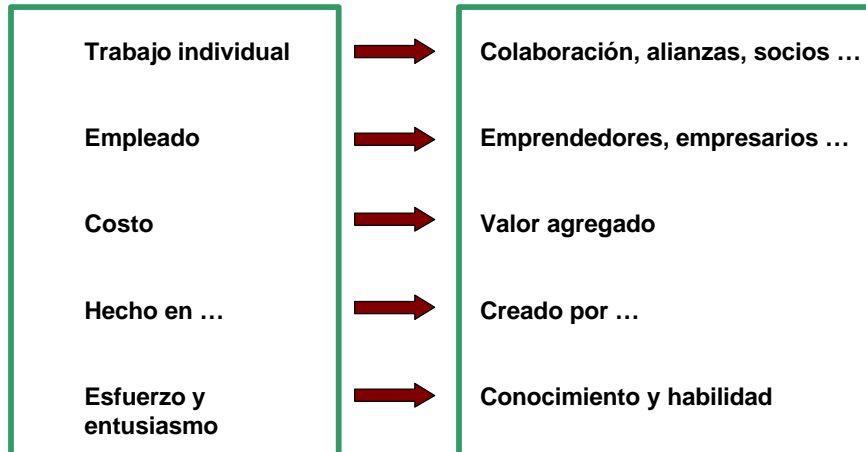 Trabajo individual
Colaboración, alianzas, socios …
Empleado
Emprendedores, empresarios …
Costo
Valor agregado
Hecho en …
Creado por …
Esfuerzo y
entusiasmo
Conocimiento y habilidad